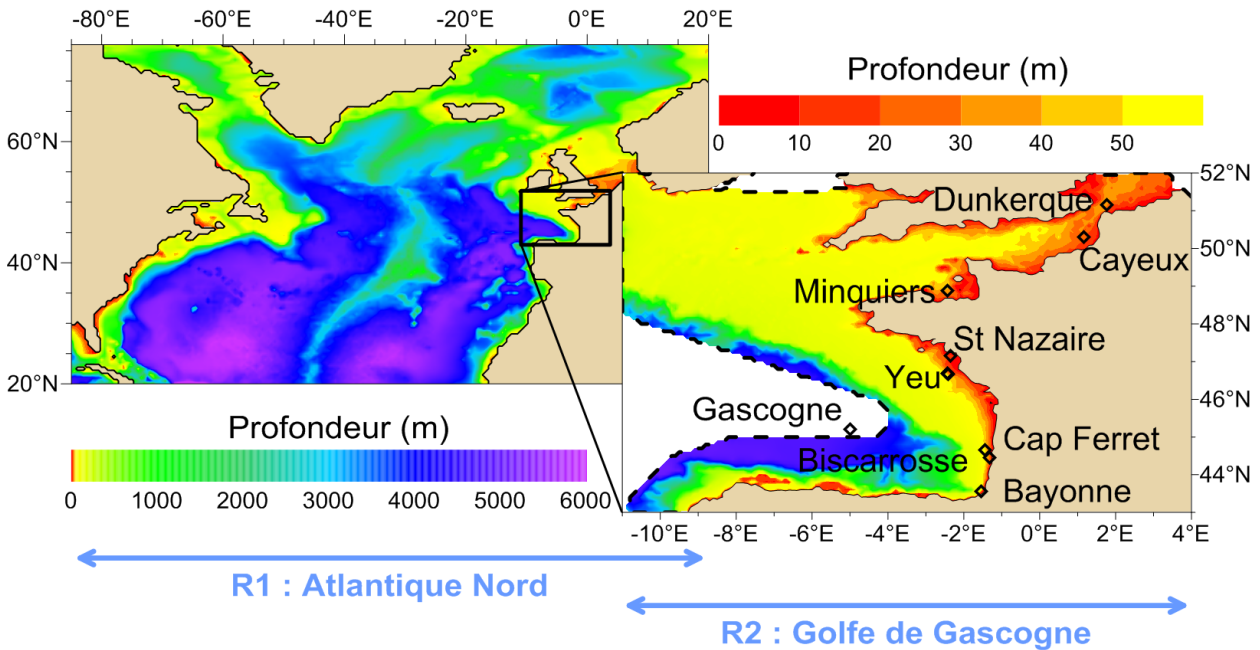 -80°E -60°E -40°E -20°E 0°E 20°E
Profondeur (m)
0 10 20 30 40 50
60°N
40°N
20°N
52°N
50°N
48°N
46°N
44°N
Dunkerque
Cayeux
Minquiers
St Nazaire
Yeu
Gascogne
Cap Ferret
Biscarrosse
Bayonne
Profondeur (m)
0 1000 2000 3000 4000 5000 6000
-10°E -8°E -6°E -4°E -2°E 0°E 2°E 4°E
R1 : Atlantique Nord
R2 : Golfe de Gascogne